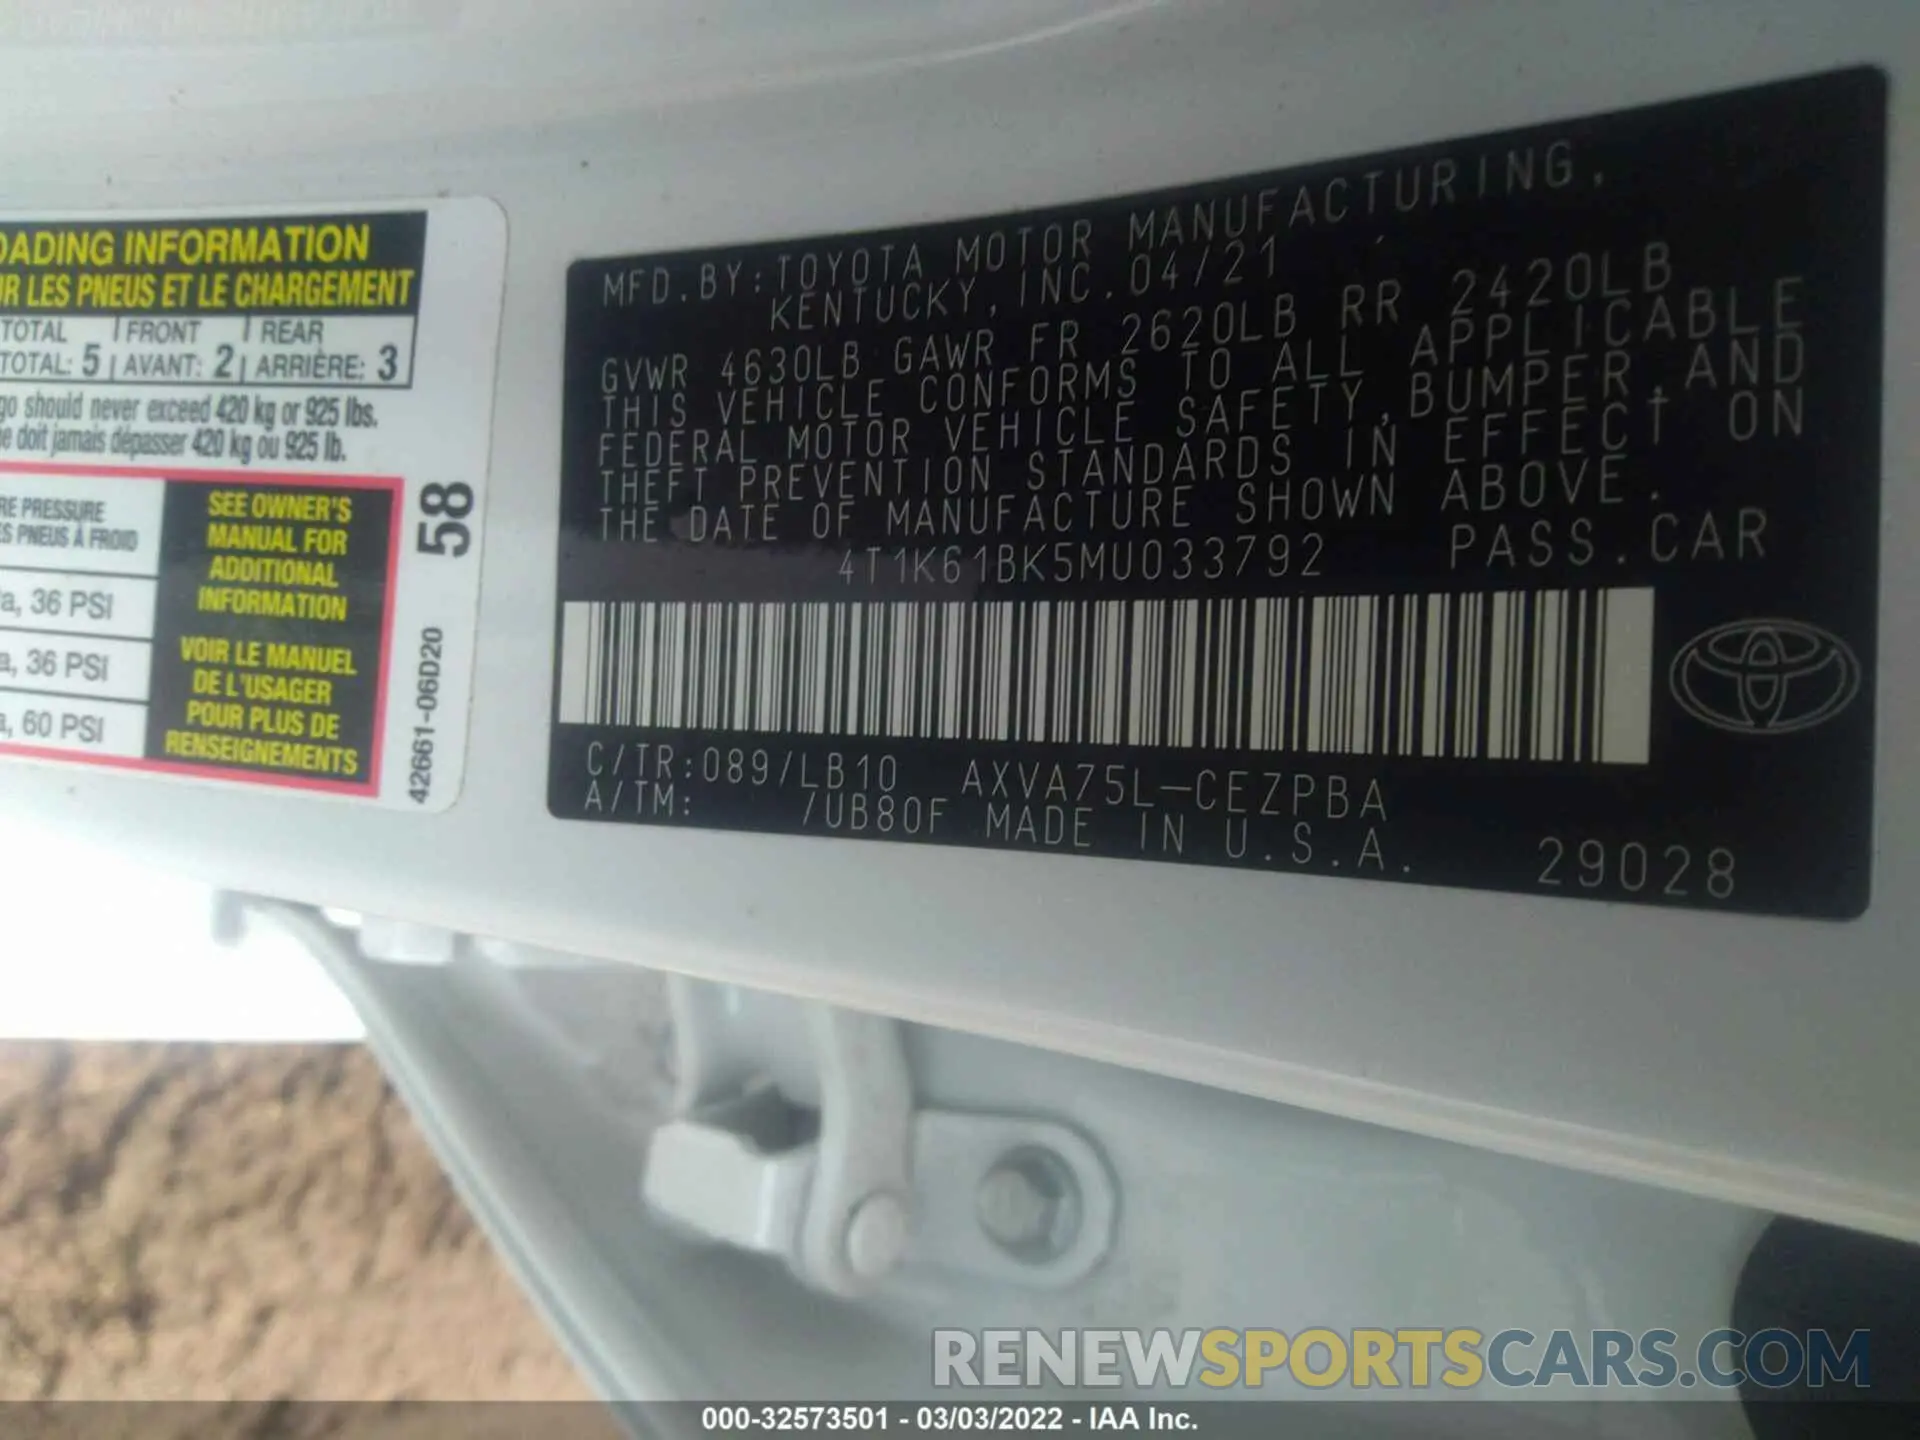 OADING INFORMATION
R LES PNEUS ET LE CHARGEMENT
TOTAL FRONT REAR
TOTAL: 5 AVANT: 2 ARRIÈRE: 3
go should never exceed 420 kg or 925 lbs.
e doit jamais dépasser 420 kg ou 925 lb.
RE PRESSURE
S PNEUS À FROID
a, 36 PSI
a, 36 PSI
a, 60 PSI
SEE OWNER'S
MANUAL FOR
ADDITIONAL
INFORMATION
VOIR LE MANUEL
DE L'USAGER
POUR PLUS DE
RENSEIGNEMENTS
58
42661-06D20
MFD.BY:TOYOTA MOTOR MANUFACTURING,
KENTUCKY, INC.04/21
GVWR 4630LB GAWR FR 2620LB RR 2420LB
THIS VEHICLE CONFORMS TO ALL APPLICABLE
FEDERAL MOTOR VEHICLE SAFETY,BUMPER,AND
THEFT PREVENTION STANDARDS IN EFFECT ON
THE DATE OF MANUFACTURE SHOWN ABOVE.
4T1K61BK5MU033792 PASS.CAR
C/TR:089/LB10 AXVA75L-CEZPBA
A/TM: /UB80F MADE IN U.S.A.
29028
RENEWSPORTSCARS.COM
000-32573501 - 03/03/2022 - IAA Inc.